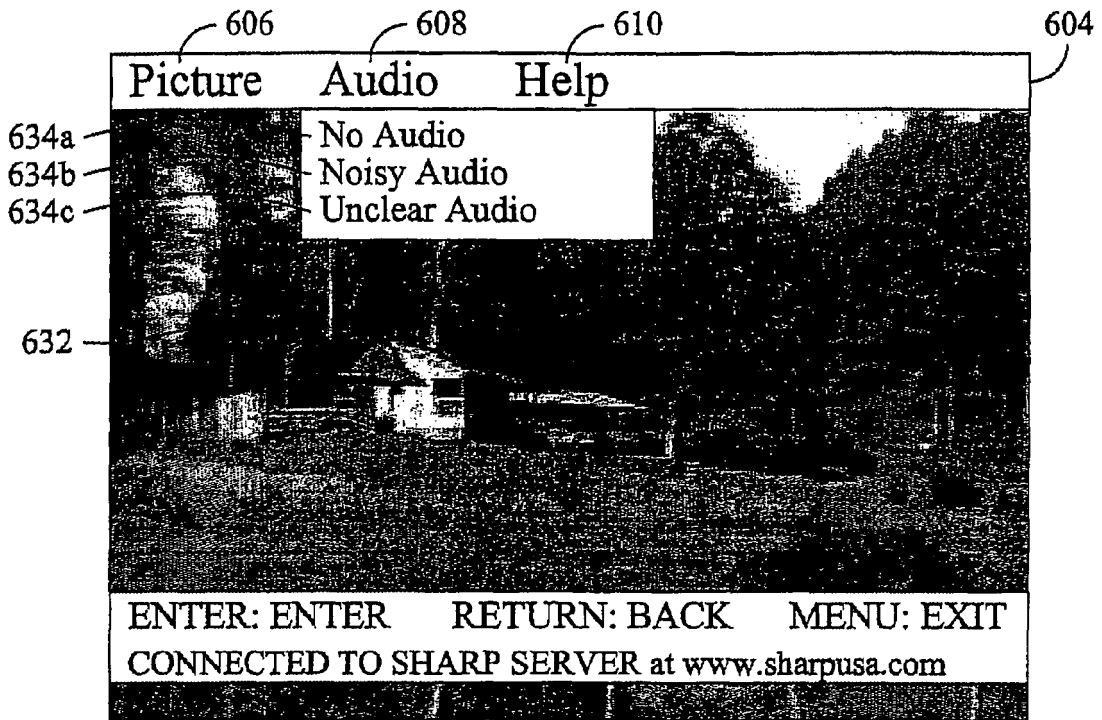 606 608 610 604
Picture Audio Help
634a No Audio
634b Noisy Audio
634c Unclear Audio
632
ENTER: ENTER RETURN: BACK MENU: EXIT
CONNECTED TO SHARP SERVER at www.sharpusa.com